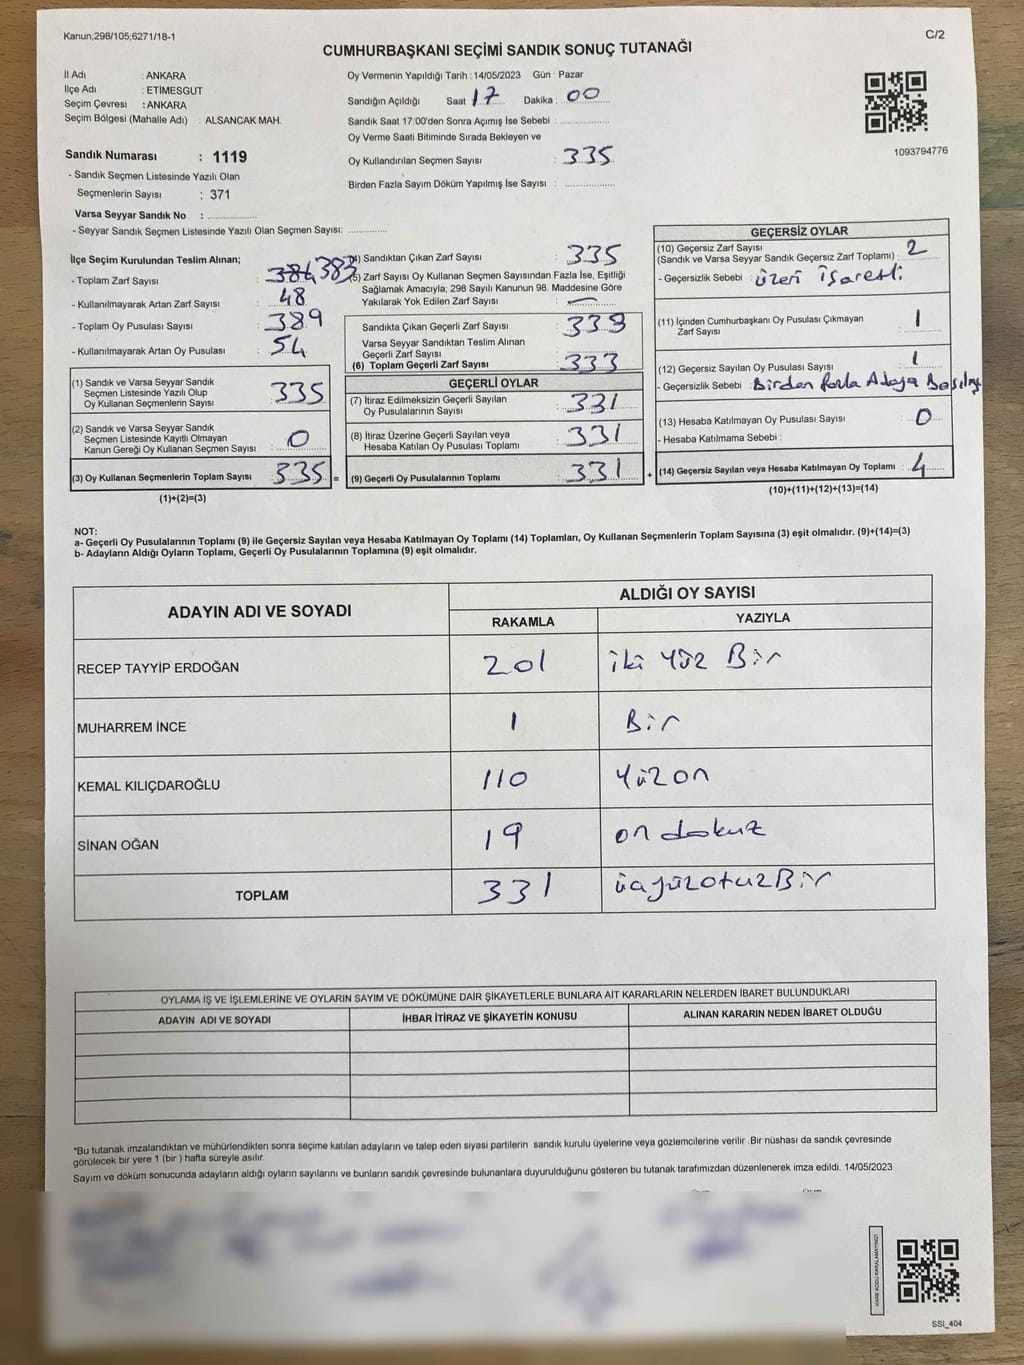 Kanun;298/105;6271/18-1
C/2
CUMHURBAŞKANI SEÇİMİ SANDIK SONUÇ TUTANAĞI
İl Adı : ANKARA
İlçe Adı : ETİMESGUT
Seçim Çevresi : ANKARA
Seçim Bölgesi (Mahalle Adı) : ALSANCAK MAH.
Sandık Numarası : 1119
- Sandık Seçmen Listesinde Yazılı Olan
Seçmenlerin Sayısı : 371
Varsa Seyyar Sandık No :
- Seyyar Sandık Seçmen Listesinde Yazılı Olan Seçmen Sayısı:
Oy Vermenin Yapıldığı Tarih : 14/05/2023 Gün : Pazar
Sandığın Açıldığı Saat 17 Dakika : 00
Sandık Saat 17:00'den Sonra Açımış İse Sebebi :
Oy Verme Saati Bitiminde Sırada Bekleyen ve
Oy Kullandırılan Seçmen Sayısı : 335
Birden Fazla Sayım Döküm Yapılmış İse Sayısı :
1093794776
İlçe Seçim Kurulundan Teslim Alınan;
- Toplam Zarf Sayısı : 383
- Kullanılmayarak Artan Zarf Sayısı : 48
- Toplam Oy Pusulası Sayısı : 389
- Kullanılmayarak Artan Oy Pusulası : 54
(1) Sandık ve Varsa Seyyar Sandık
Seçmen Listesinde Yazılı Olup
Oy Kullanan Seçmenlerin Sayısı : 335
(2) Sandık ve Varsa Seyyar Sandık
Seçmen Listesinde Kayıtlı Olmayan
Kanun Gereği Oy Kullanan Seçmen Sayısı : 0
(3) Oy Kullanan Seçmenlerin Toplam Sayısı : 335 =
(1)+(2)=(3)
(4) Sandıktan Çıkan Zarf Sayısı : 335
(5) Zarf Sayısı Oy Kullanan Seçmen Sayısından Fazla İse, Eşitliği
Sağlamak Amacıyla; 298 Sayılı Kanunun 98. Maddesine Göre
Yakılarak Yok Edilen Zarf Sayısı : —
Sandıkta Çıkan Geçerli Zarf Sayısı : 333
Varsa Seyyar Sandıktan Teslim Alınan
Geçerli Zarf Sayısı :
(6) Toplam Geçerli Zarf Sayısı : 333
GEÇERLİ OYLAR
(7) İtiraz Edilmeksizin Geçerli Sayılan
Oy Pusulalarının Sayısı : 331
(8) İtiraz Üzerine Geçerli Sayılan veya
Hesaba Katılan Oy Pusulası Toplamı : 331
(9) Geçerli Oy Pusulalarının Toplamı : 331 +
GEÇERSİZ OYLAR
(10) Geçersiz Zarf Sayısı
(Sandık ve Varsa Seyyar Sandık Geçersiz Zarf Toplamı) : 2
- Geçersizlik Sebebi : üzeri işaretli
(11) İçinden Cumhurbaşkanı Oy Pusulası Çıkmayan
Zarf Sayısı : 1
(12) Geçersiz Sayılan Oy Pusulası Sayısı : 1
- Geçersizlik Sebebi : Birden fazla Adaya Basılmış
(13) Hesaba Katılmayan Oy Pusulası Sayısı : 0
- Hesaba Katılmama Sebebi :
(14) Geçersiz Sayılan veya Hesaba Katılmayan Oy Toplamı : 4
(10)+(11)+(12)+(13)=(14)
NOT:
a- Geçerli Oy Pusulalarının Toplamı (9) ile Geçersiz Sayılan veya Hesaba Katılmayan Oy Toplamı (14) Toplamları, Oy Kullanan Seçmenlerin Toplam Sayısına (3) eşit olmalıdır. (9)+(14)=(3)
b- Adayların Aldığı Oyların Toplamı, Geçerli Oy Pusulalarının Toplamına (9) eşit olmalıdır.
ADAYIN ADI VE SOYADI
ALDIĞI OY SAYISI
RAKAMLA YAZIYLA
RECEP TAYYİP ERDOĞAN 201 iki yüz Bir
MUHARREM İNCE 1 Bir
KEMAL KILIÇDAROĞLU 110 Yüzon
SİNAN OĞAN 19 on dokuz
TOPLAM 331 üçyüzotuzBir
OYLAMA İŞ VE İŞLEMLERİNE VE OYLARIN SAYIM VE DÖKÜMÜNE DAİR ŞİKAYETLERLE BUNLARA AİT KARARLARIN NELERDEN İBARET BULUNDUKLARI
ADAYIN ADI VE SOYADI İHBAR İTİRAZ VE ŞİKAYETİN KONUSU ALINAN KARARIN NEDEN İBARET OLDUĞU
*Bu tutanak imzalandıktan ve mühürlendikten sonra seçime katılan adayların ve talep eden siyasi partilerin sandık kurulu üyelerine veya gözlemcilerine verilir .Bir nüshası da sandık çevresinde
görülecek bir yere 1 (bir ) hafta süreyle asılır.
Sayım ve döküm sonucunda adayların aldığı oyların sayılarını ve bunların sandık çevresinde bulunanlara duyurulduğunu gösteren bu tutanak tarafımızdan düzenlenerek imza edildi. 14/05/2023
KARE KODU KARALAMAYINIZ!
SSI_404